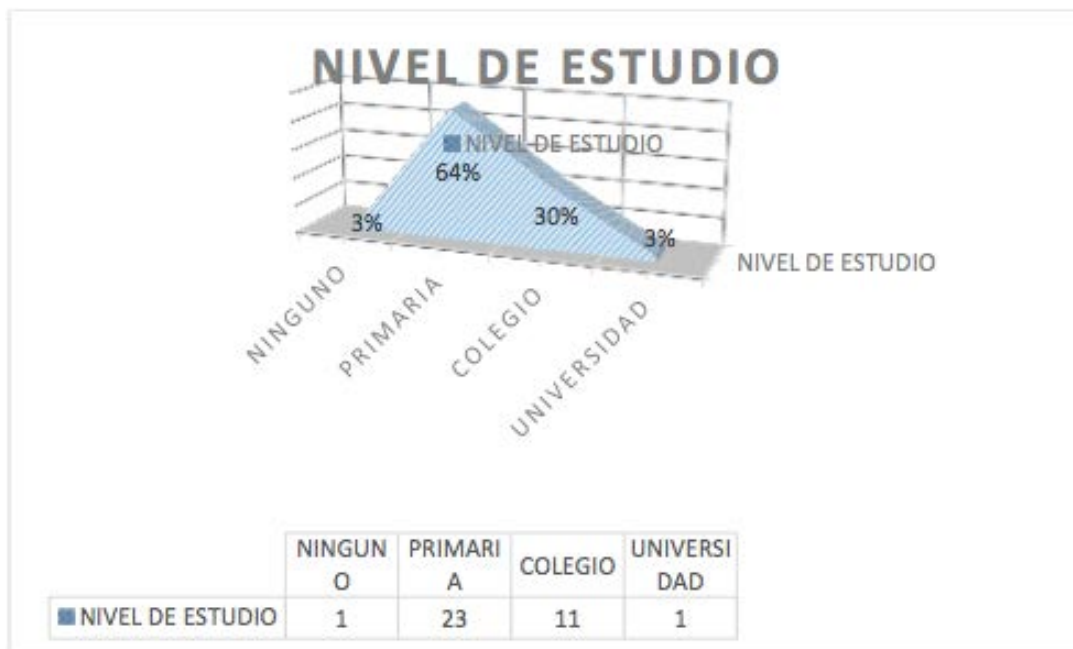 NIVEL DE ESTUDIO
NIVEL DE ESTUDIO
64%
30%
3%
3%
NIVEL DE ESTUDIO
NINGUNO
PRIMARIA
COLEGIO
UNIVERSIDAD
NINGUN PRIMARI COLEGIO UNIVERSI
O A DAD
NIVEL DE ESTUDIO 1 23 11 1